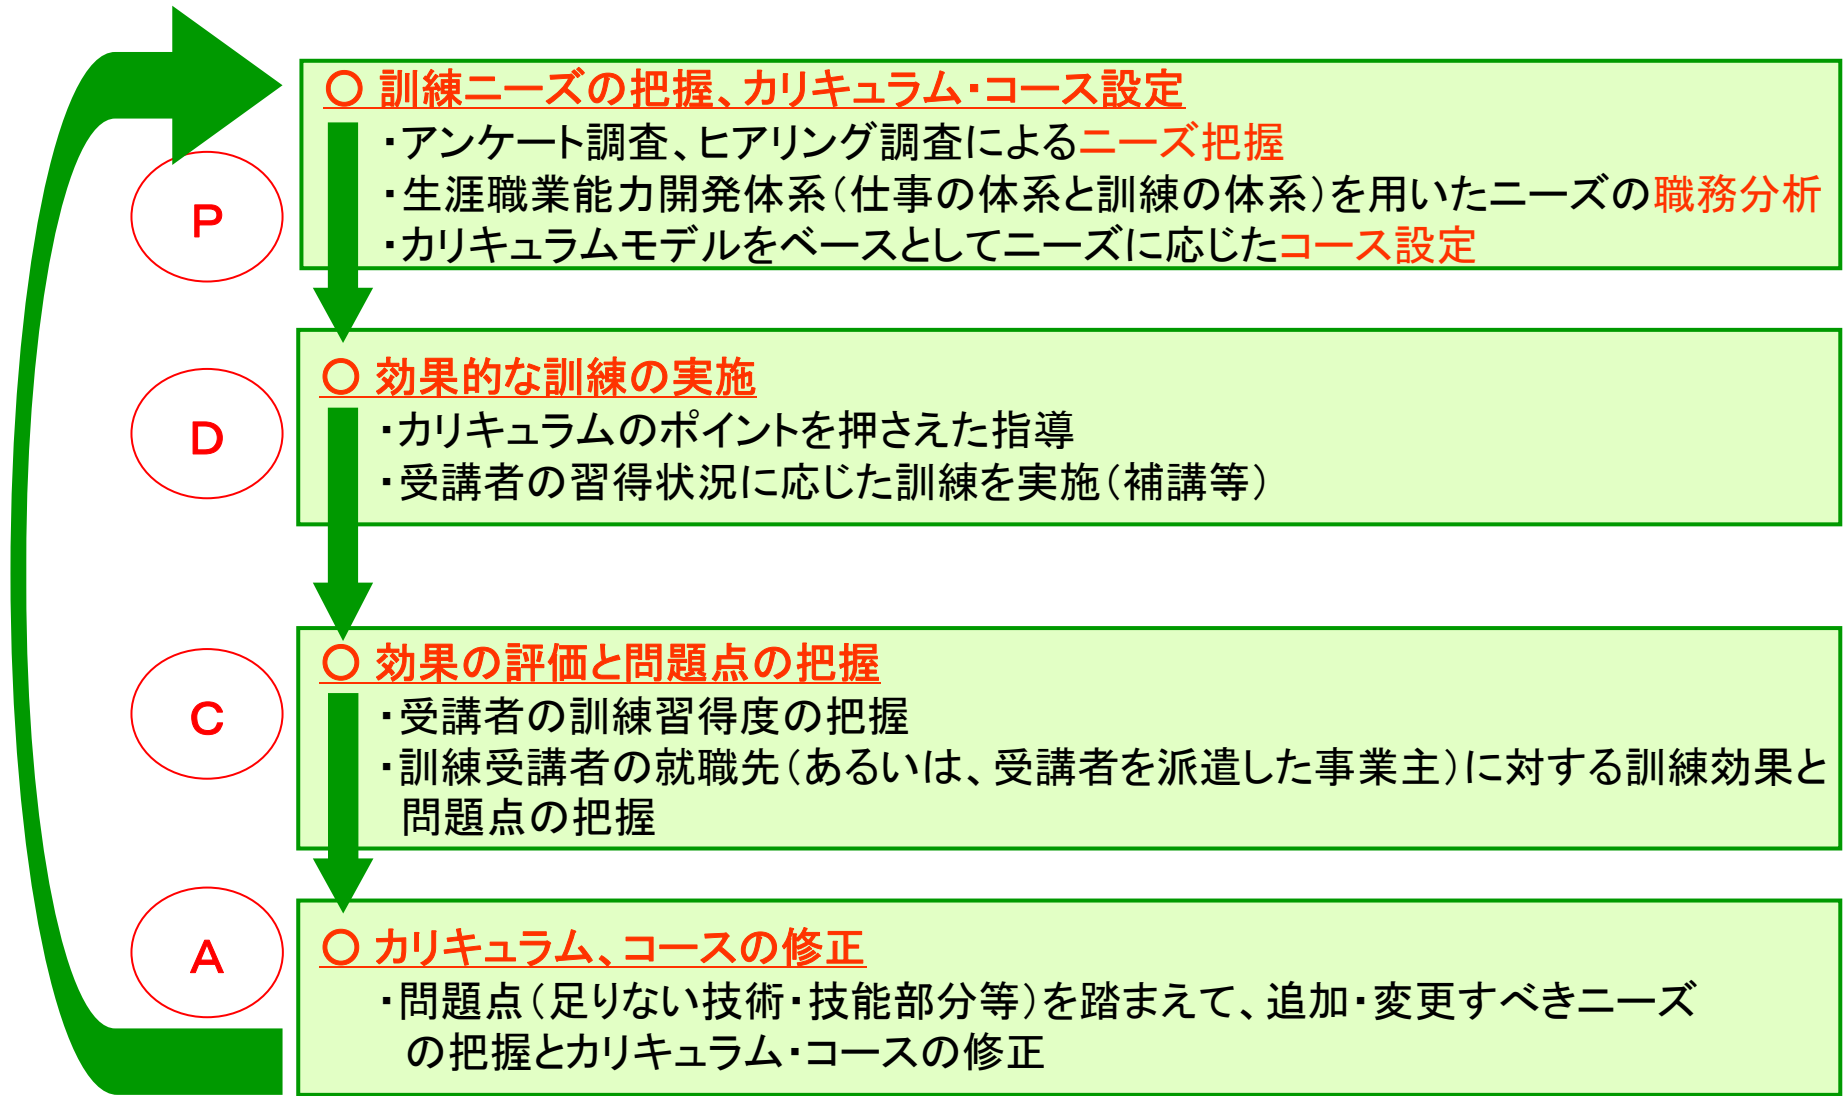 ○ 訓練ニーズの把握、カリキュラム・コース設定
・アンケート調査、ヒアリング調査によるニーズ把握
・生涯職業能力開発体系(仕事の体系と訓練の体系)を用いたニーズの職務分析
・カリキュラムモデルをベースとしてニーズに応じたコース設定
P
○ 効果的な訓練の実施
・カリキュラムのポイントを押さえた指導
・受講者の習得状況に応じた訓練を実施(補講等)
D
○ 効果の評価と問題点の把握
・受講者の訓練習得度の把握
・訓練受講者の就職先(あるいは、受講者を派遣した事業主)に対する訓練効果と
問題点の把握
C
○ カリキュラム、コースの修正
・問題点(足りない技術・技能部分等)を踏まえて、追加・変更すべきニーズ
の把握とカリキュラム・コースの修正
A